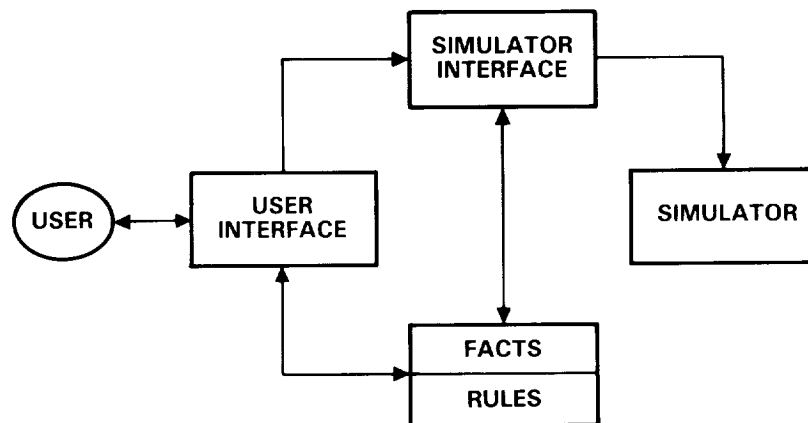 SIMULATOR
INTERFACE
USER
USER
INTERFACE
SIMULATOR
FACTS
RULES